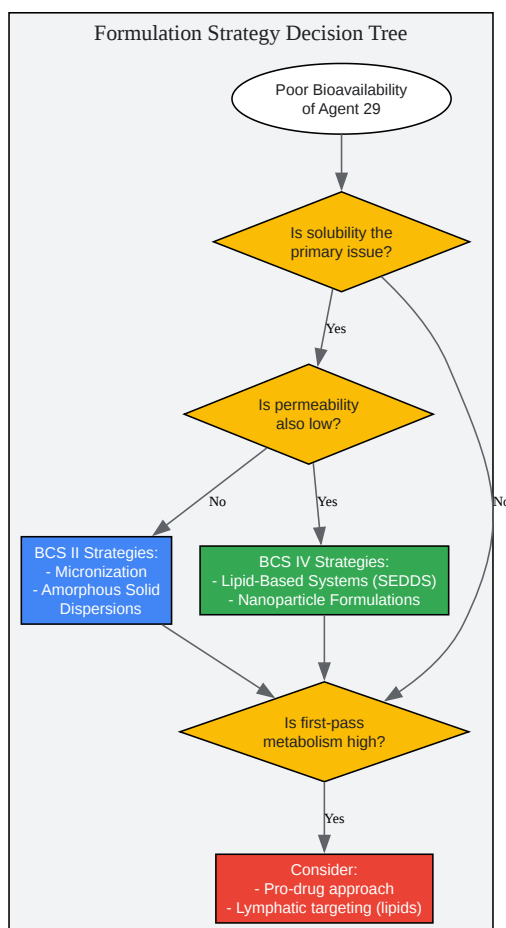 Formulation Strategy Decision Tree
Poor Bioavailability
of Agent 29
Is solubility the
primary issue?
Yes
Is permeability
also low?
No
Yes
No
BCS II Strategies:
- Micronization
- Amorphous Solid
Dispersions
BCS IV Strategies:
- Lipid-Based Systems (SEDDS)
- Nanoparticle Formulations
Is first-pass
metabolism high?
Yes
Consider:
- Pro-drug approach
- Lymphatic targeting (lipids)